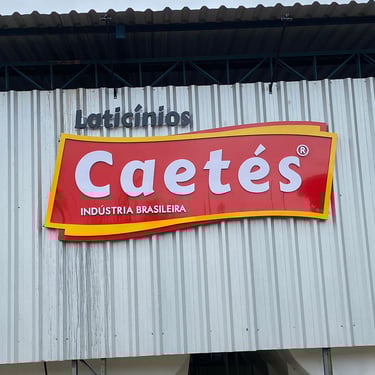 Laticínios
Caetés®
INDÚSTRIA BRASILEIRA